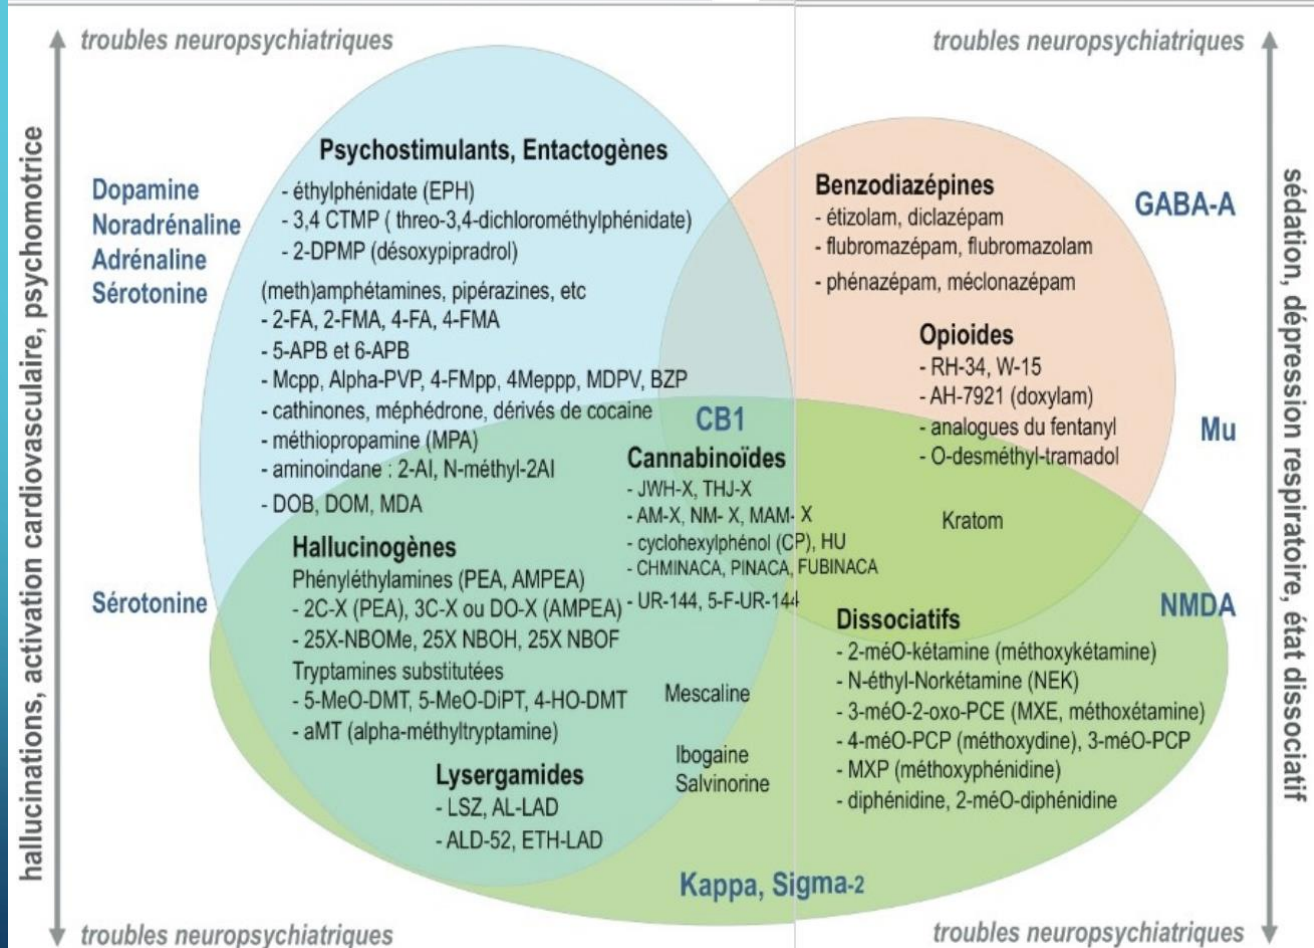 troubles neuropsychiatriques
troubles neuropsychiatriques
hallucinations, activation cardiovasculaire, psychomotrice
Dopamine
Noradrénaline
Adrénaline
Sérotonine
Psychostimulants, Entactogènes
- éthylphénidate (EPH)
- 3,4 CTMP ( threo-3,4-dichlorométhylphénidate)
- 2-DPMP (désoxypipradrol)
(meth)amphétamines, pipérazines, etc
- 2-FA, 2-FMA, 4-FA, 4-FMA
- 5-APB et 6-APB
- Mcpp, Alpha-PVP, 4-FMpp, 4Meppp, MDPV, BZP
- cathinones, méphédrone, dérivés de cocaine
- méthiopropamine (MPA)
- aminoindane : 2-AI, N-méthyl-2AI
- DOB, DOM, MDA
Benzodiazépines
- étizolam, diclazépam
- flubromazépam, flubromazolam
- phénazépam, méclonazépam
GABA-A
Opioides
- RH-34, W-15
- AH-7921 (doxylam)
- analogues du fentanyl
- O-desméthyl-tramadol
Mu
Kratom
CB1
Cannabinoïdes
- JWH-X, THJ-X
- AM-X, NM- X, MAM- X
- cyclohexylphénol (CP), HU
- CHMINACA, PINACA, FUBINACA
- UR-144, 5-F-UR-144
Sérotonine
Hallucinogènes
Phényléthylamines (PEA, AMPEA)
- 2C-X (PEA), 3C-X ou DO-X (AMPEA)
- 25X-NBOMe, 25X NBOH, 25X NBOF
Tryptamines substitutées
- 5-MeO-DMT, 5-MeO-DiPT, 4-HO-DMT
- aMT (alpha-méthyltryptamine)
Lysergamides
- LSZ, AL-LAD
- ALD-52, ETH-LAD
Mescaline
Ibogaine
Salvinorine
NMDA
Dissociatifs
- 2-méO-kétamine (méthoxykétamine)
- N-éthyl-Norkétamine (NEK)
- 3-méO-2-oxo-PCE (MXE, méthoxétamine)
- 4-méO-PCP (méthoxydine), 3-méO-PCP
- MXP (méthoxyphénidine)
- diphénidine, 2-méO-diphénidine
Kappa, Sigma-2
sédation, dépression respiratoire, état dissociatif
troubles neuropsychiatriques
troubles neuropsychiatriques